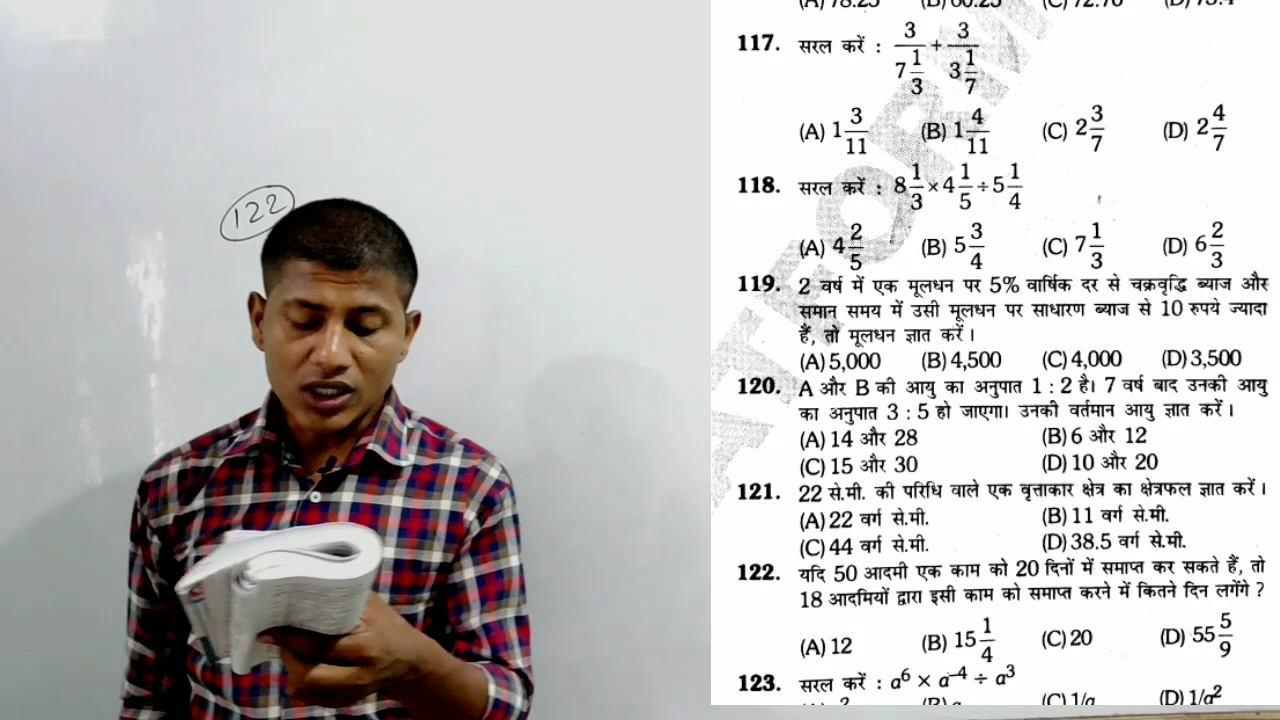 122
117. सरल करें : 3/7 1/3 + 3/3 1/7
(A) 1 3/11 (B) 1 4/11 (C) 2 3/7 (D) 2 4/7
118. सरल करें : 8 1/3 × 4 1/5 ÷ 5 1/4
(A) 4 2/5 (B) 5 3/4 (C) 7 1/3 (D) 6 2/3
119. 2 वर्ष में एक मूलधन पर 5% वार्षिक दर से चक्रवृद्धि ब्याज और
समान समय में उसी मूलधन पर साधारण ब्याज से 10 रुपये ज्यादा
हैं, तो मूलधन ज्ञात करें।
(A) 5,000 (B) 4,500 (C) 4,000 (D) 3,500
120. A और B की आयु का अनुपात 1 : 2 है। 7 वर्ष बाद उनकी आयु
का अनुपात 3 : 5 हो जाएगा। उनकी वर्तमान आयु ज्ञात करें।
(A) 14 और 28 (B) 6 और 12
(C) 15 और 30 (D) 10 और 20
121. 22 से.मी. की परिधि वाले एक वृत्ताकार क्षेत्र का क्षेत्रफल ज्ञात करें।
(A) 22 वर्ग से.मी. (B) 11 वर्ग से.मी.
(C) 44 वर्ग से.मी. (D) 38.5 वर्ग से.मी.
122. यदि 50 आदमी एक काम को 20 दिनों में समाप्त कर सकते हैं, तो
18 आदमियों द्वारा इसी काम को समाप्त करने में कितने दिन लगेंगे ?
(A) 12 (B) 15 1/4 (C) 20 (D) 55 5/9
123. सरल करें : a⁶ × a⁻⁴ ÷ a³
(C) 1/a (D) 1/a²